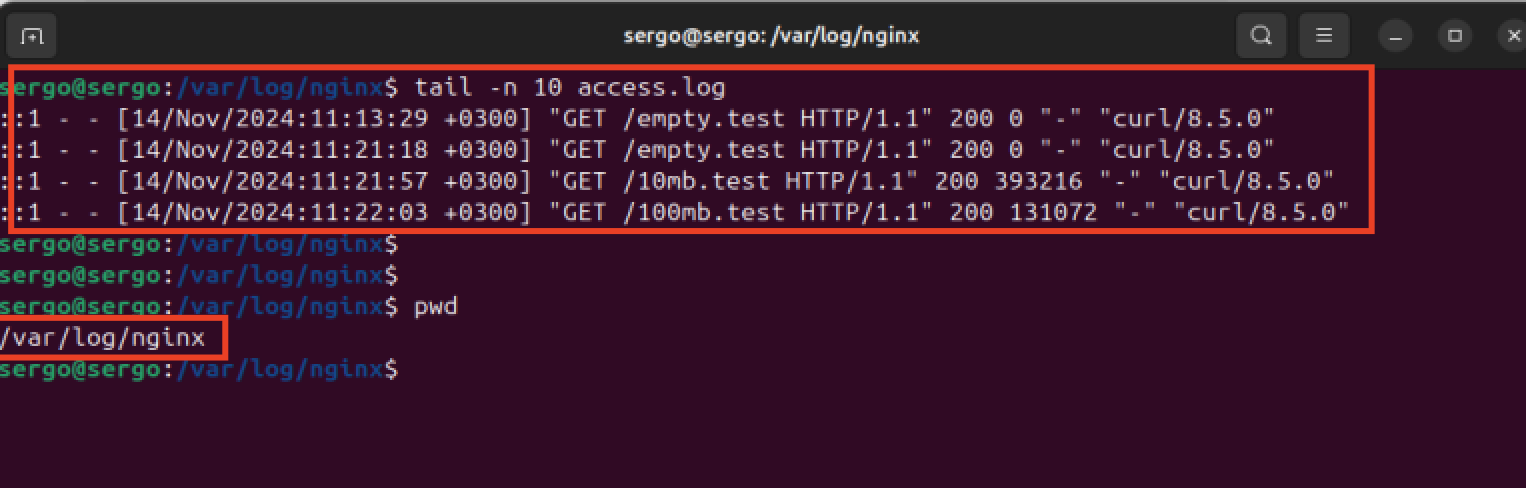 sergo@sergo: /var/log/nginx
sergo@sergo:/var/log/nginx$ tail -n 10 access.log
::1 - - [14/Nov/2024:11:13:29 +0300] "GET /empty.test HTTP/1.1" 200 0 "-" "curl/8.5.0"
::1 - - [14/Nov/2024:11:21:18 +0300] "GET /empty.test HTTP/1.1" 200 0 "-" "curl/8.5.0"
::1 - - [14/Nov/2024:11:21:57 +0300] "GET /10mb.test HTTP/1.1" 200 393216 "-" "curl/8.5.0"
::1 - - [14/Nov/2024:11:22:03 +0300] "GET /100mb.test HTTP/1.1" 200 131072 "-" "curl/8.5.0"
sergo@sergo:/var/log/nginx$
sergo@sergo:/var/log/nginx$
sergo@sergo:/var/log/nginx$ pwd
/var/log/nginx
sergo@sergo:/var/log/nginx$